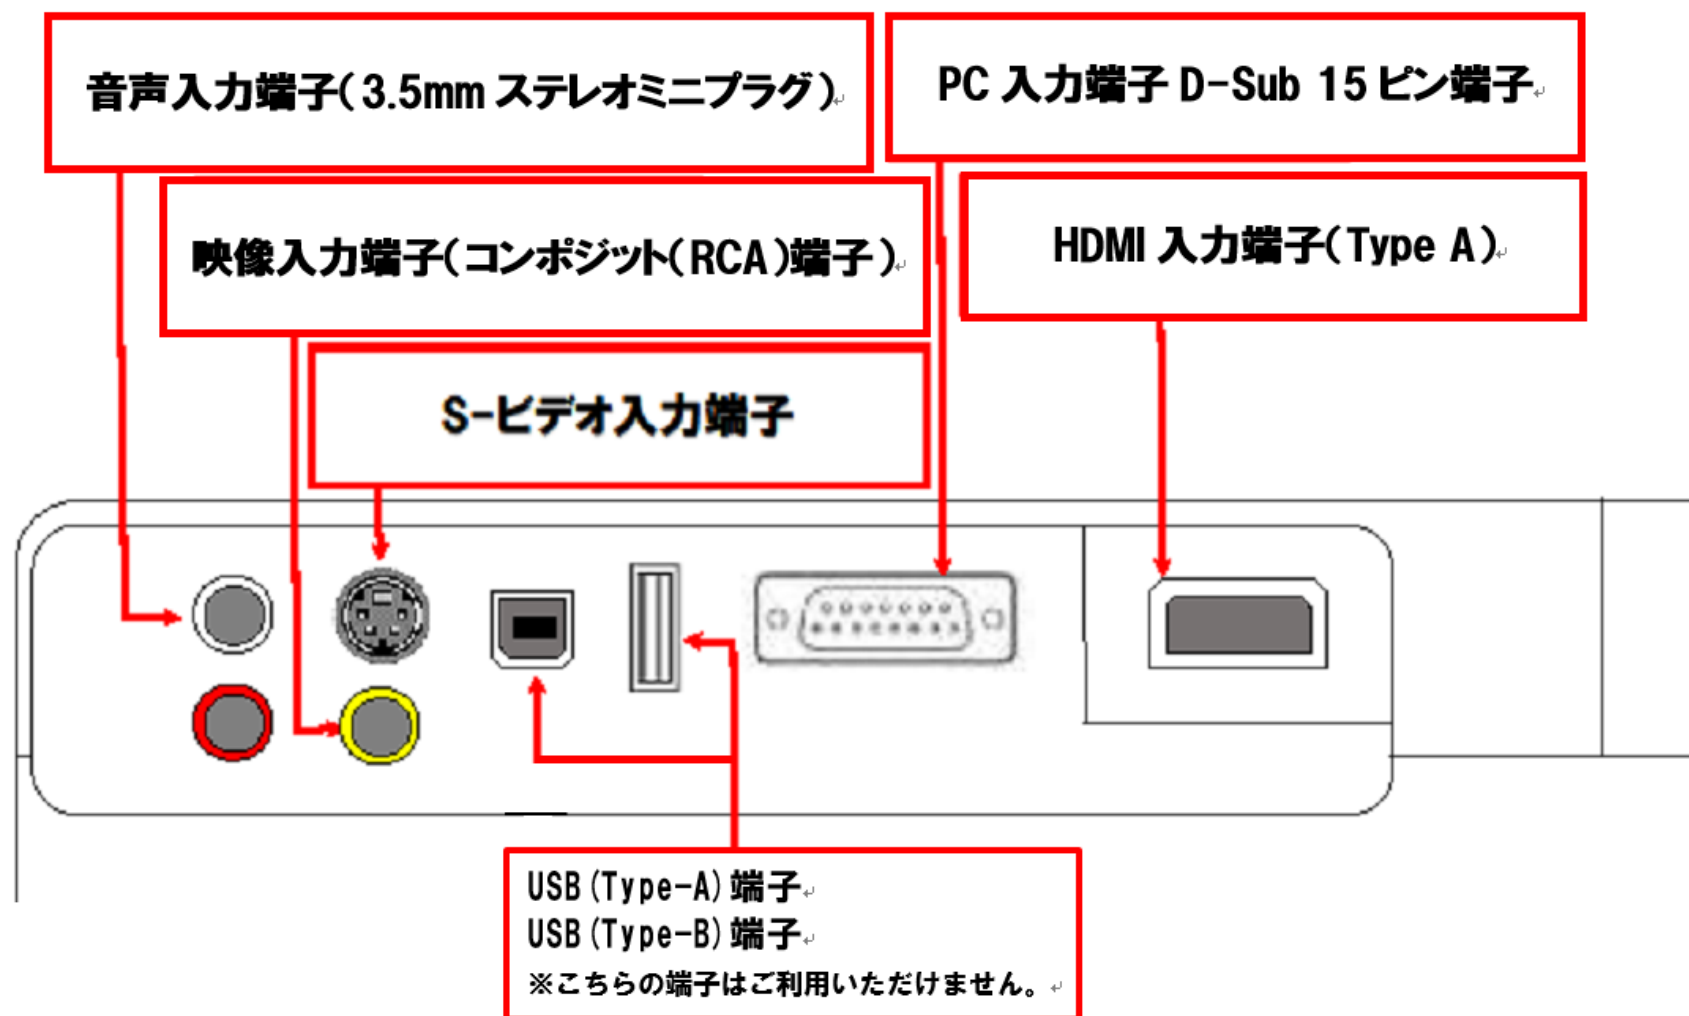 音声入力端子(3.5mm ステレオミニプラグ)
PC 入力端子 D-Sub 15 ピン端子
映像入力端子(コンポジット(RCA)端子)
HDMI 入力端子(Type A)
S-ビデオ入力端子
USB(Type-A)端子
USB(Type-B)端子
※こちらの端子はご利用いただけません。